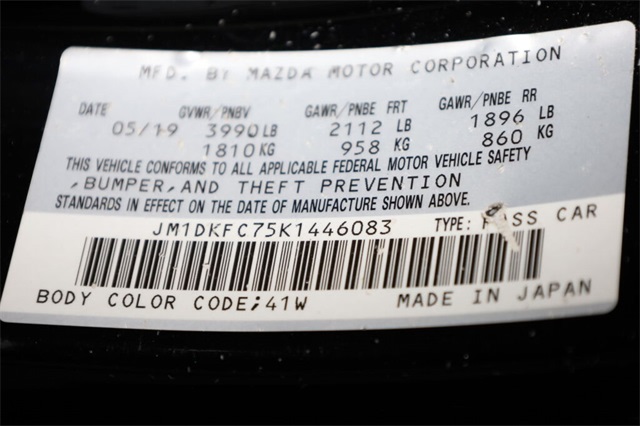 MFD. BY MAZDA MOTOR CORPORATION
DATE GVWR/PNBV GAWR/PNBE FRT GAWR/PNBE RR
05/19 3990LB 2112 LB 1896 LB
1810KG 958 KG 860 KG
THIS VEHICLE CONFORMS TO ALL APPLICABLE FEDERAL MOTOR VEHICLE SAFETY
,BUMPER,AND THEFT PREVENTION
STANDARDS IN EFFECT ON THE DATE OF MANUFACTURE SHOWN ABOVE.
JM1DKFC75K1446083 TYPE: PASS CAR
BODY COLOR CODE;41W MADE IN JAPAN